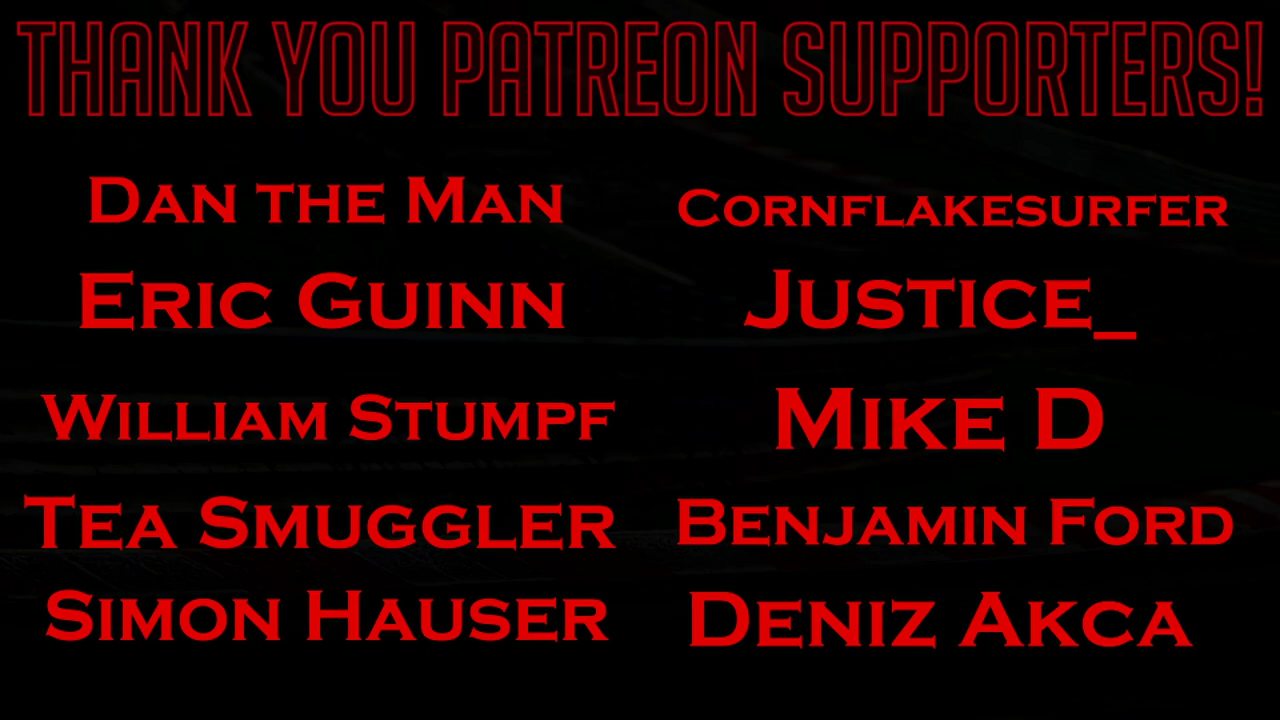 THANK YOU PATREON SUPPORTERS!
Dan the Man
Cornflakesurfer
Eric Guinn
Justice_
William Stumpf
Mike D
Tea Smuggler
Benjamin Ford
Simon Hauser
Deniz Akca